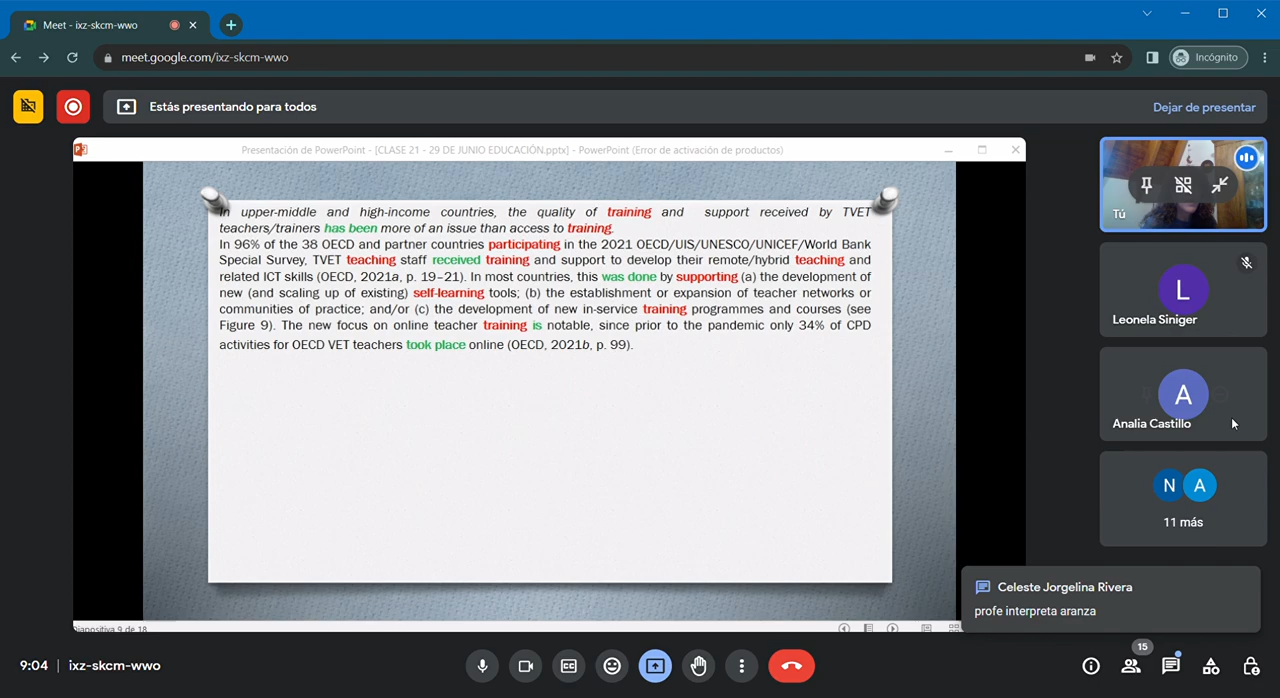 Meet - ixz-skcm-wwo
meet.google.com/ixz-skcm-wwo
Incógnito
Estás presentando para todos
Dejar de presentar
Presentación de PowerPoint - [CLASE 21 - 29 DE JUNIO EDUCACIÓN.pptx] - PowerPoint (Error de activación de productos)
In upper-middle and high-income countries, the quality of training and support received by TVET
teachers/trainers has been more of an issue than access to training.
In 96% of the 38 OECD and partner countries participating in the 2021 OECD/UIS/UNESCO/UNICEF/World Bank
Special Survey, TVET teaching staff received training and support to develop their remote/hybrid teaching and
related ICT skills (OECD, 2021a, p. 19–21). In most countries, this was done by supporting (a) the development of
new (and scaling up of existing) self-learning tools; (b) the establishment or expansion of teacher networks or
communities of practice; and/or (c) the development of new in-service training programmes and courses (see
Figure 9). The new focus on online teacher training is notable, since prior to the pandemic only 34% of CPD
activities for OECD VET teachers took place online (OECD, 2021b, p. 99).
Diapositiva 9 de 18
Tú
L
Leonela Siniger
A
Analia Castillo
N A
11 más
Celeste Jorgelina Rivera
profe interpreta aranza
9:04 | ixz-skcm-wwo
15